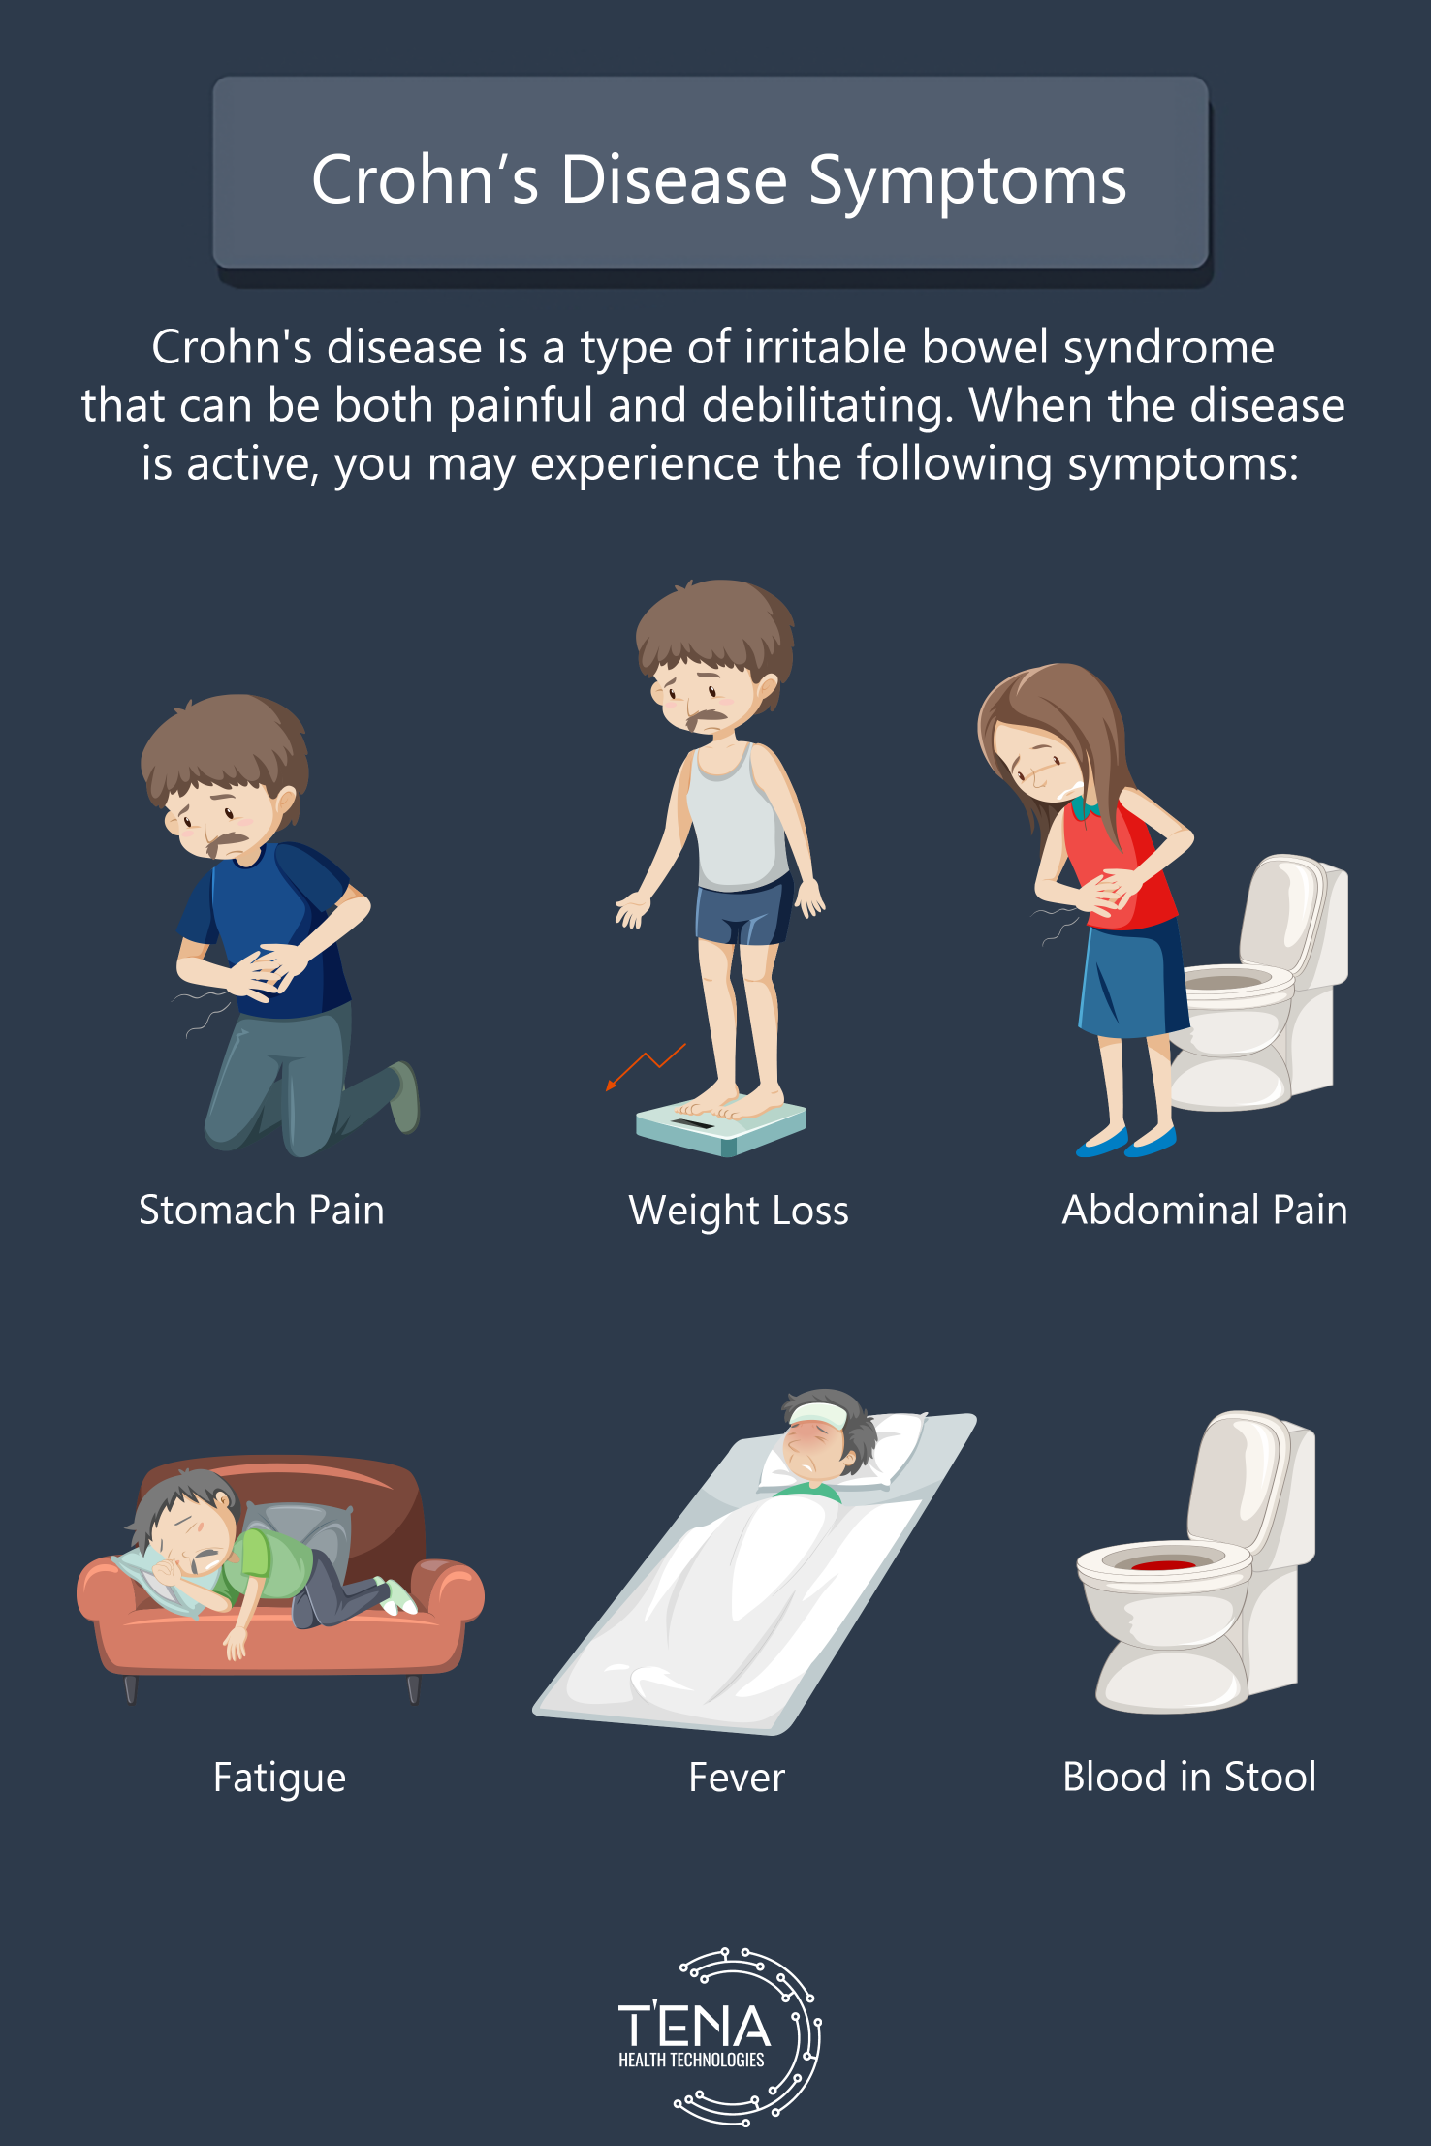 Crohn’s Disease Symptoms
Crohn's disease is a type of irritable bowel syndrome
that can be both painful and debilitating. When the disease
is active, you may experience the following symptoms:
Stomach Pain
Weight Loss
Abdominal Pain
Fatigue
Fever
Blood in Stool
T'ENA
HEALTH TECHNOLOGIES